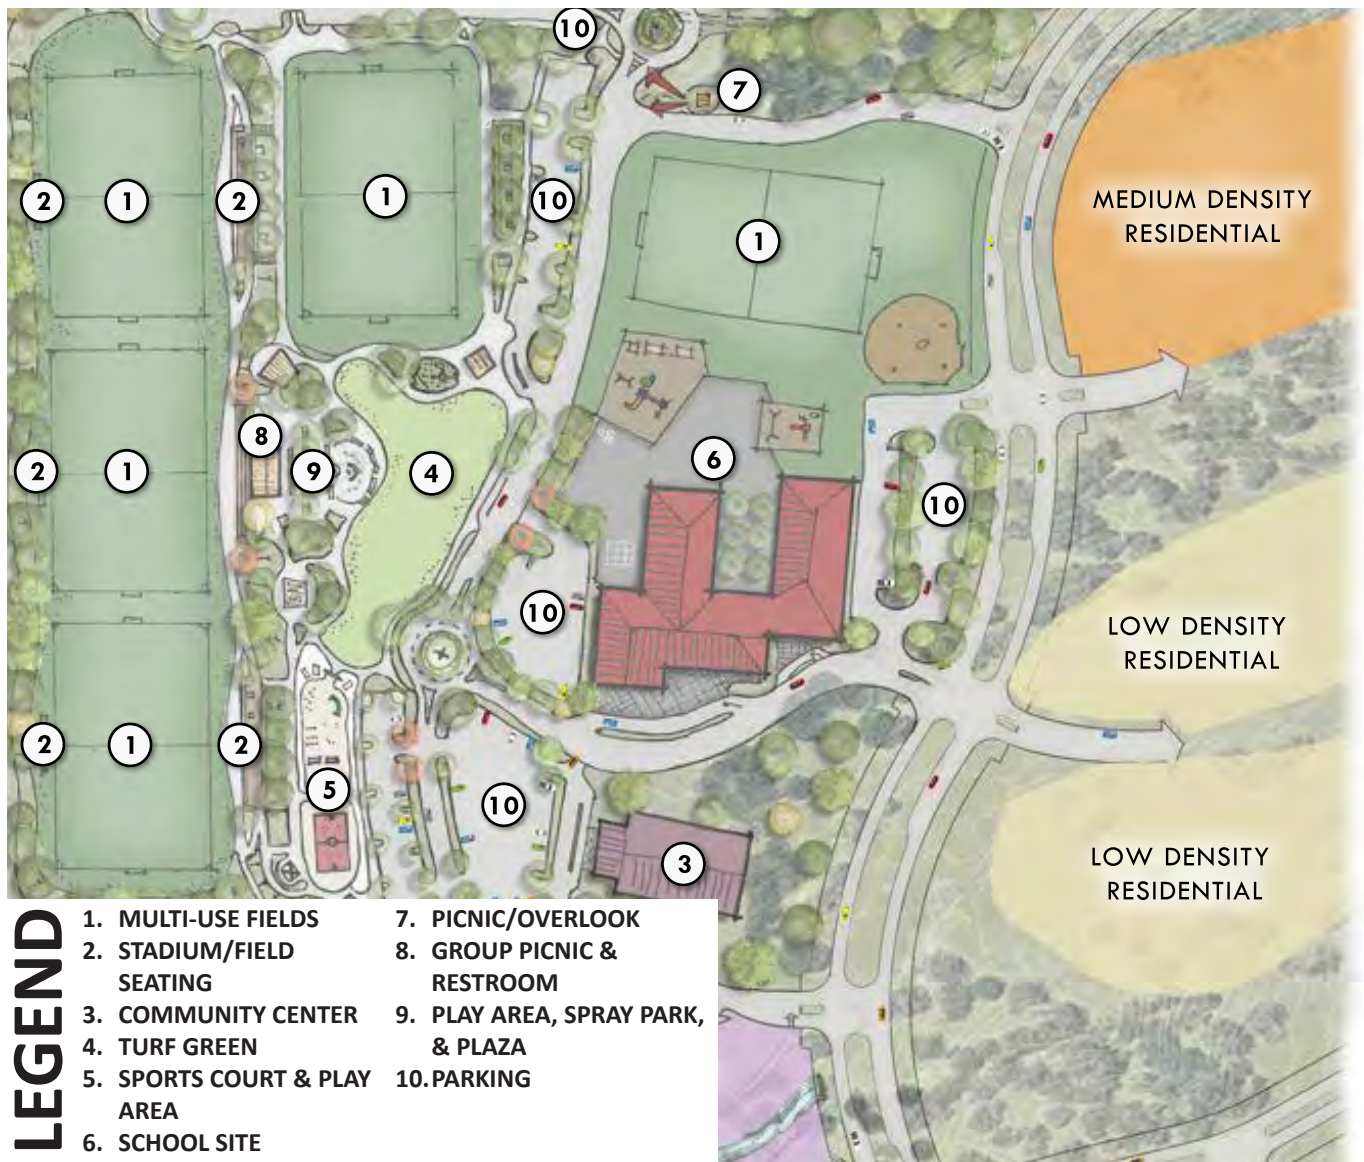 10
7
2
1
2
1
10
1
MEDIUM DENSITY
RESIDENTIAL
8
2
1
9
4
6
10
10
LOW DENSITY
RESIDENTIAL
2
1
2
5
10
3
LOW DENSITY
RESIDENTIAL
LEGEND
1. MULTI-USE FIELDS
2. STADIUM/FIELD
SEATING
3. COMMUNITY CENTER
4. TURF GREEN
5. SPORTS COURT & PLAY
AREA
6. SCHOOL SITE
7. PICNIC/OVERLOOK
8. GROUP PICNIC &
RESTROOM
9. PLAY AREA, SPRAY PARK,
& PLAZA
10. PARKING